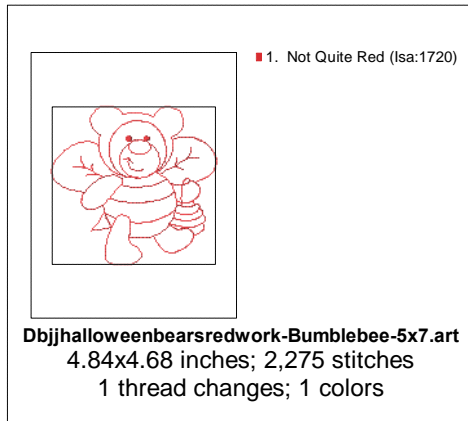 1. Not Quite Red (Isa:1720)
Dbjjhalloweenbearsredwork-Bumblebee-5x7.art
4.84x4.68 inches; 2,275 stitches
1 thread changes; 1 colors